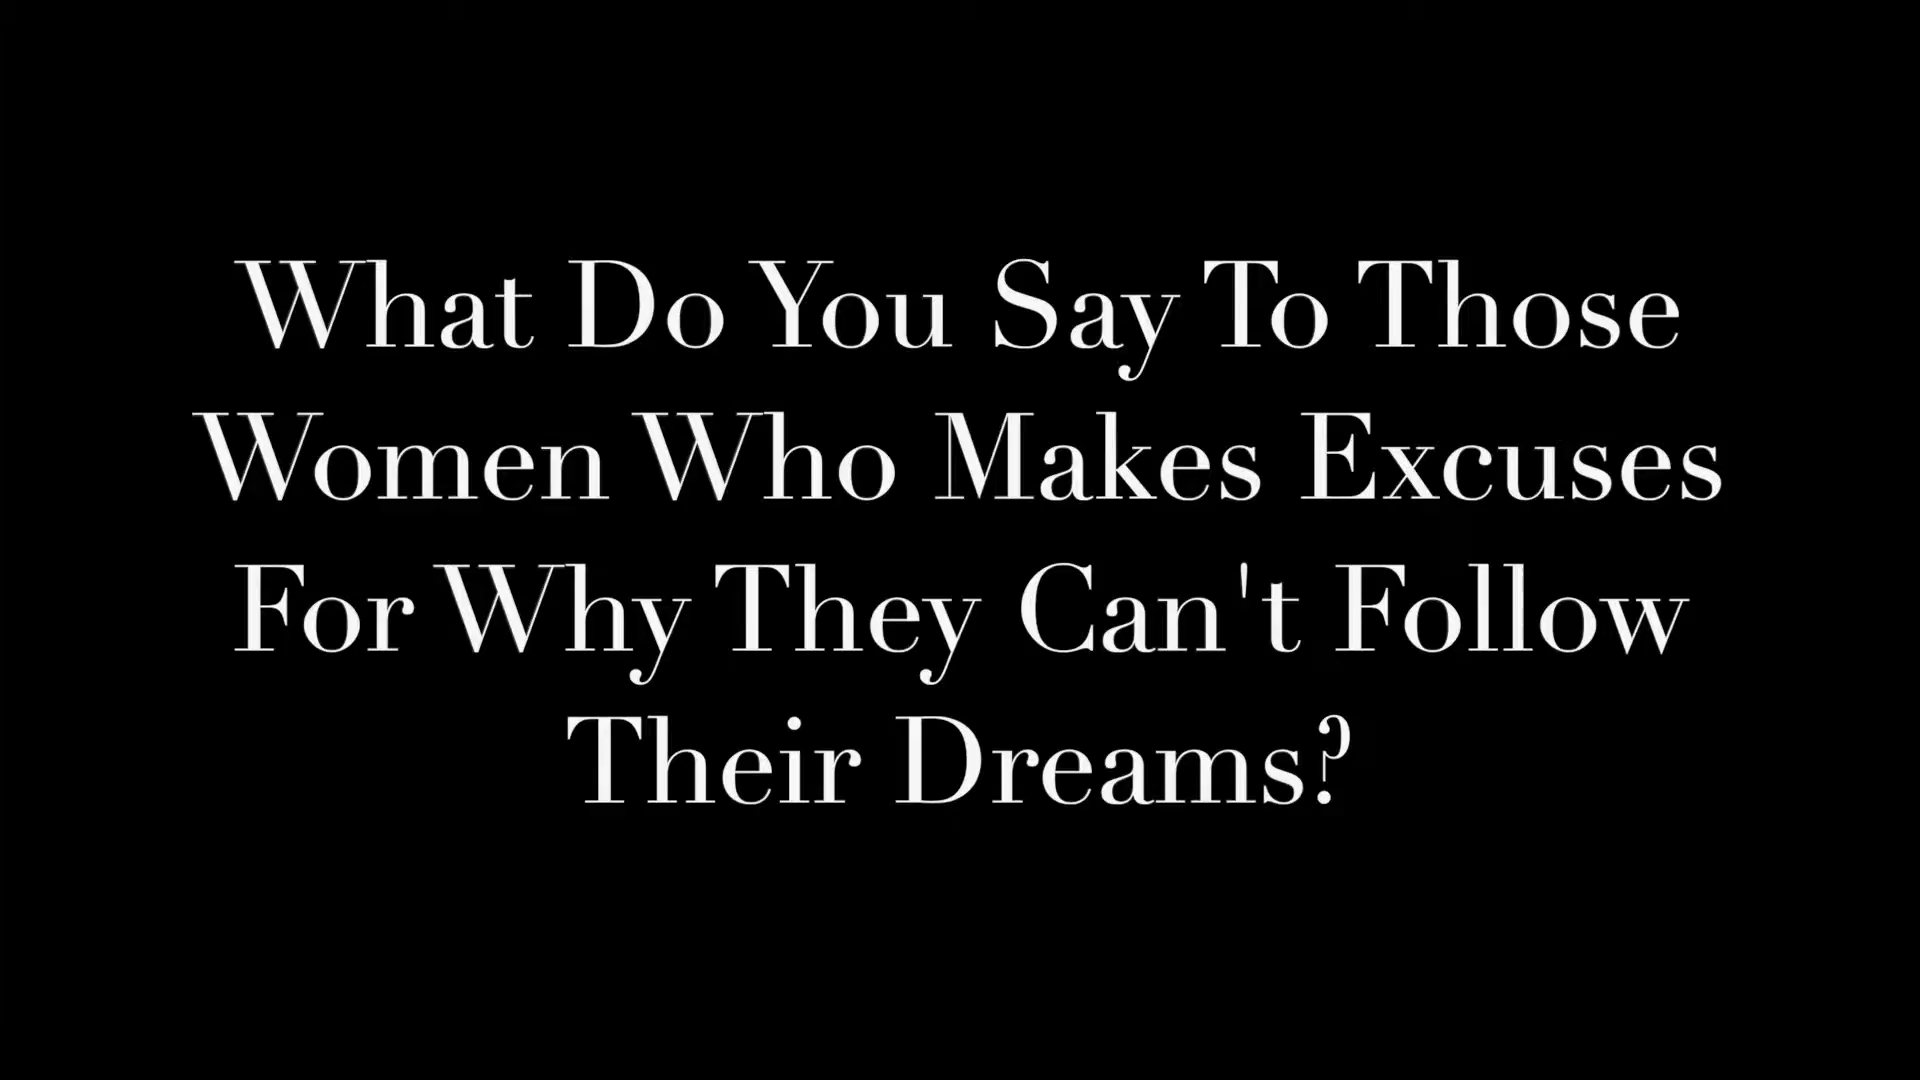 What Do You Say To Those
Women Who Makes Excuses
For Why They Can't Follow
Their Dreams?